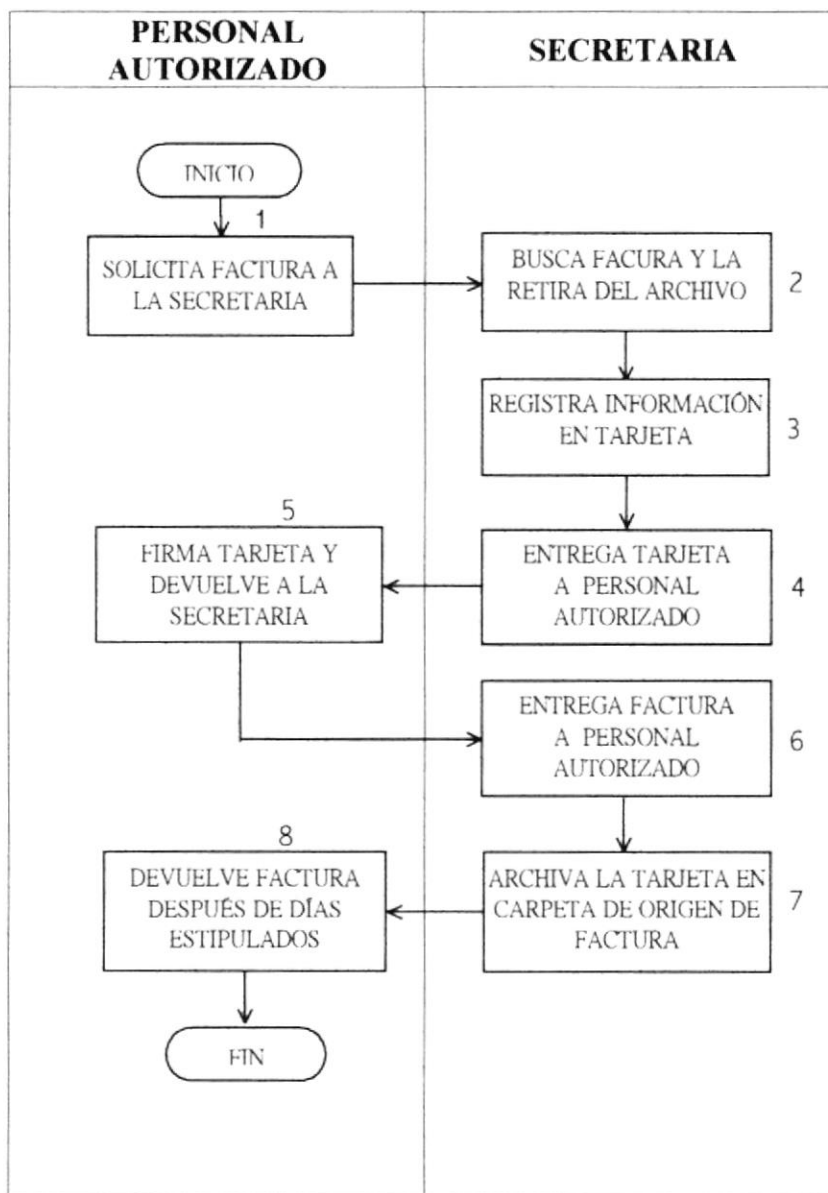 PERSONAL
AUTORIZADO
SECRETARIA
INICIO
1
SOLICITA FACTURA A
LA SECRETARIA
BUSCA FACURA Y LA
RETIRA DEL ARCHIVO
2
REGISTRA INFORMACIÓN
EN TARJETA
3
ENTREGA TARJETA
A PERSONAL
AUTORIZADO
4
5
FIRMA TARJETA Y
DEVUELVE A LA
SECRETARIA
ENTREGA FACTURA
A PERSONAL
AUTORIZADO
6
ARCHIVA LA TARJETA EN
CARPETA DE ORIGEN DE
FACTURA
7
8
DEVUELVE FACTURA
DESPUÉS DE DÍAS
ESTIPULADOS
FIN